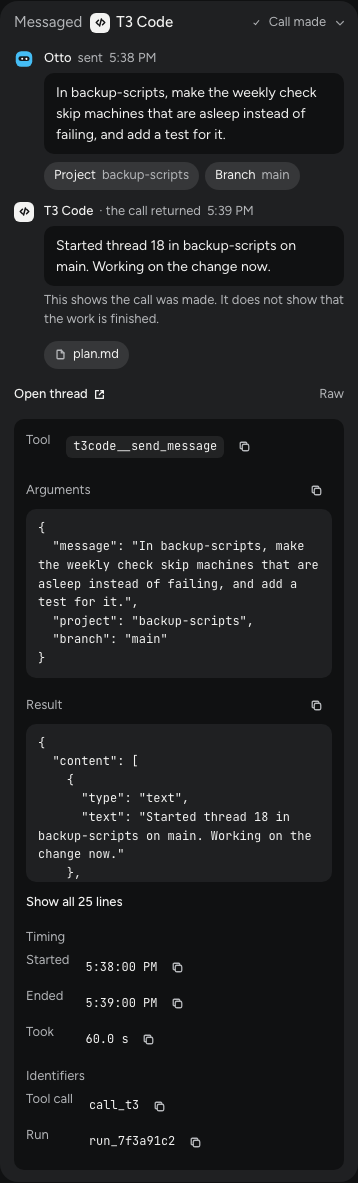 Messaged T3 Code Call made
Otto sent 5:38 PM
In backup-scripts, make the weekly check
skip machines that are asleep instead of
failing, and add a test for it.
Project backup-scripts Branch main
T3 Code · the call returned 5:39 PM
Started thread 18 in backup-scripts on
main. Working on the change now.
This shows the call was made. It does not show that
the work is finished.
plan.md
Open thread Raw
Tool t3code__send_message
Arguments
{
"message": "In backup-scripts, make
the weekly check skip machines that are
asleep instead of failing, and add a
test for it.",
"project": "backup-scripts",
"branch": "main"
}
Result
{
"content": [
{
"type": "text",
"text": "Started thread 18 in
backup-scripts on main. Working on the
change now."
},
Show all 25 lines
Timing
Started 5:38:00 PM
Ended 5:39:00 PM
Took 60.0 s
Identifiers
Tool call call_t3
Run run_7f3a91c2